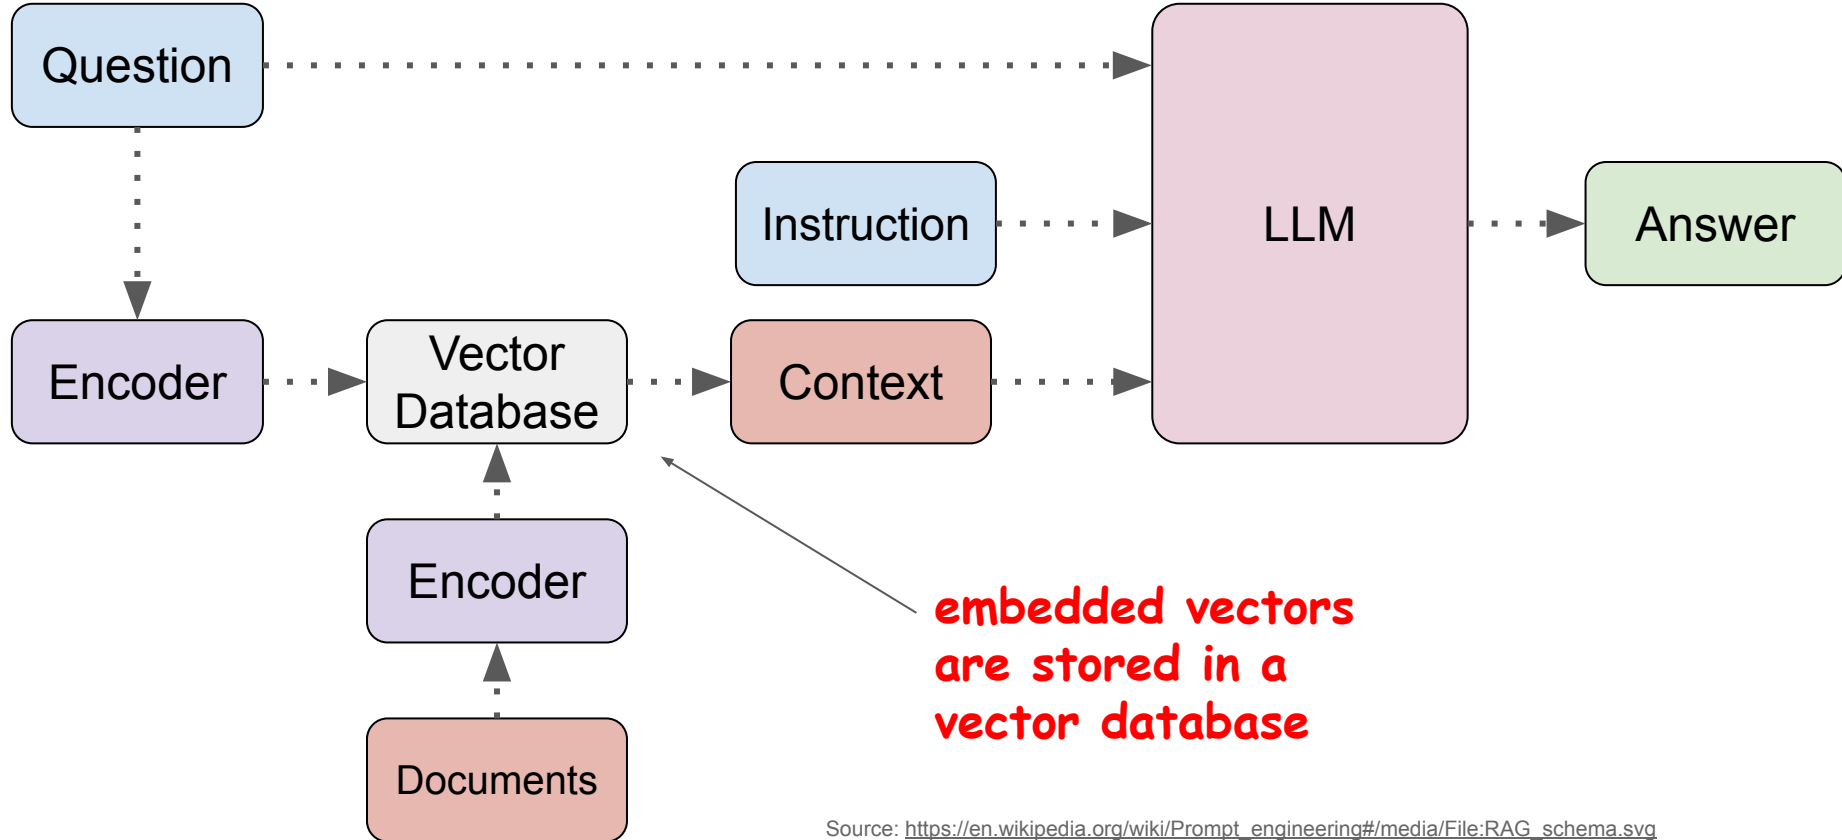 Question
Instruction
LLM
Answer
Encoder
Vector
Database
Context
Encoder
embedded vectors
are stored in a
vector database
Documents
Source: https://en.wikipedia.org/wiki/Prompt_engineering#/media/File:RAG_schema.svg